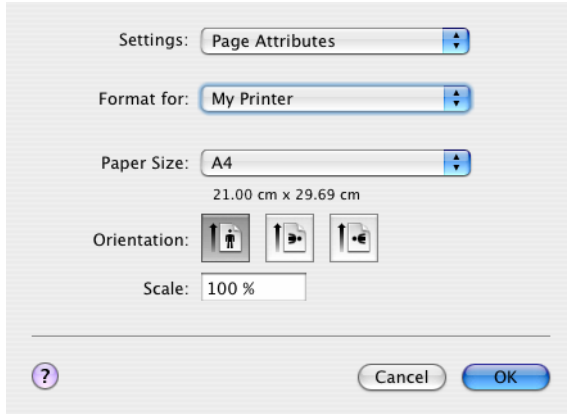 Settings: Page Attributes
Format for: My Printer
Paper Size: A4
21.00 cm x 29.69 cm
Orientation:
Scale: 100 %
? Cancel OK